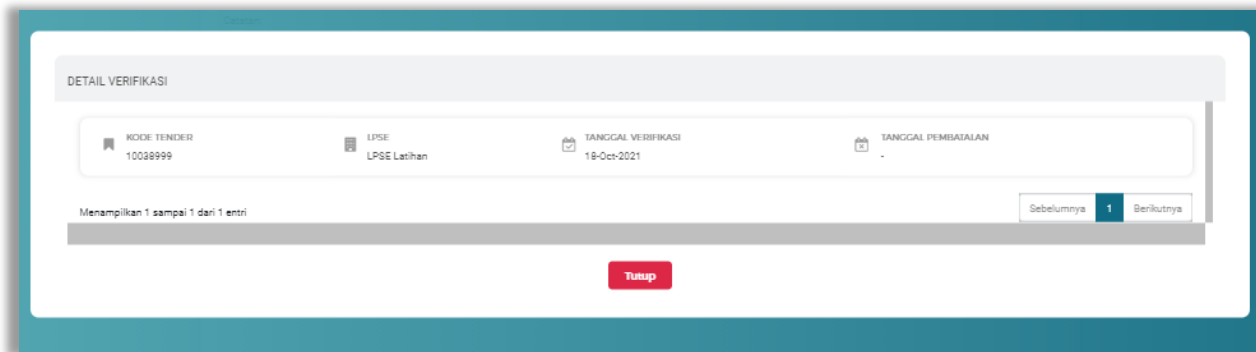 Catatan
DETAIL VERIFIKASI
KODE TENDER
10038999
LPSE
LPSE Latihan
TANGGAL VERIFIKASI
18-Oct-2021
TANGGAL PEMBATALAN
-
Menampilkan 1 sampai 1 dari 1 entri
Sebelumnya 1 Berikutnya
Tutup